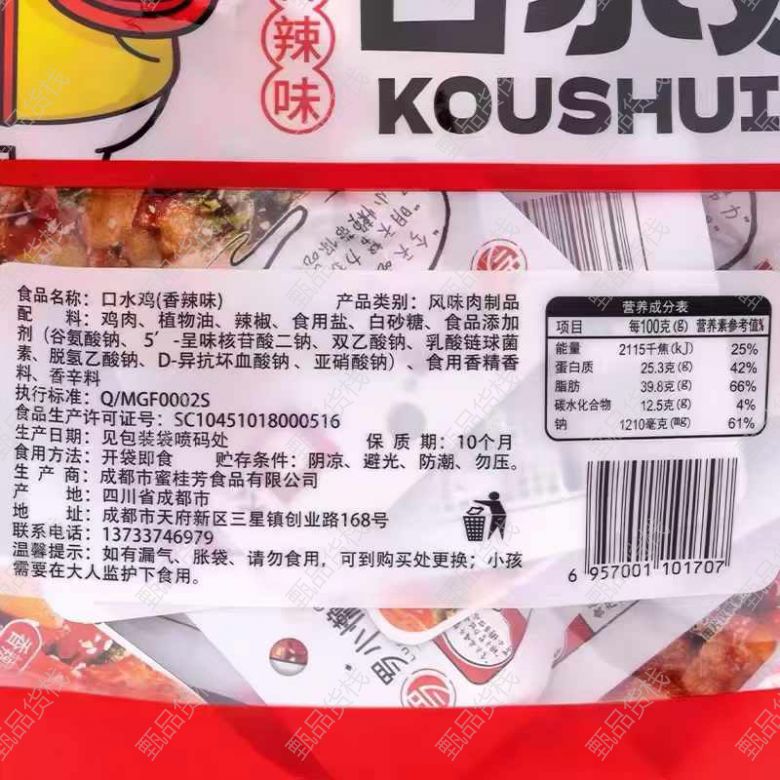 辣
味
KOUSHUI
食品名称：口水鸡(香辣味) 产品类别：风味肉制品
配 料：鸡肉、植物油、辣椒、食用盐、白砂糖、食品添加
剂（谷氨酸钠、5′-呈味核苷酸二钠、双乙酸钠、乳酸链球菌
素、脱氢乙酸钠、D-异抗坏血酸钠、亚硝酸钠）、食用香精香
料、香辛料
执行标准：Q/MGF0002S
食品生产许可证号：SC10451018000516
生产日期：见包装袋喷码处 保 质 期：10个月
食用方法：开袋即食 贮存条件：阴凉、避光、防潮、勿压。
生 产 商：成都市蜜桂芳食品有限公司
产 地：四川省成都市
地 址：成都市天府新区三星镇创业路168号
联系电话：13733746979
温馨提示：如有漏气、胀袋、请勿食用，可到购买处更换；小孩
需要在大人监护下食用。
营养成分表
项目 每100克(g) 营养素参考值%
能量 2115千焦(kJ) 25%
蛋白质 25.3克(g) 42%
脂肪 39.8克(g) 66%
碳水化合物 12.5克(g) 4%
钠 1210毫克(mg) 61%
6 957001 101707
罗小馋
甄品货栈